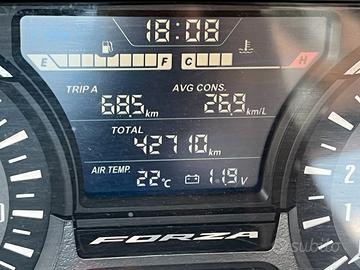 18:08
E F C H
TRIP A AVG CONS.
68.5 km 26.9 km/L
TOTAL
42710 km
AIR TEMP.
22°C 11.9 V
FORZA
subito